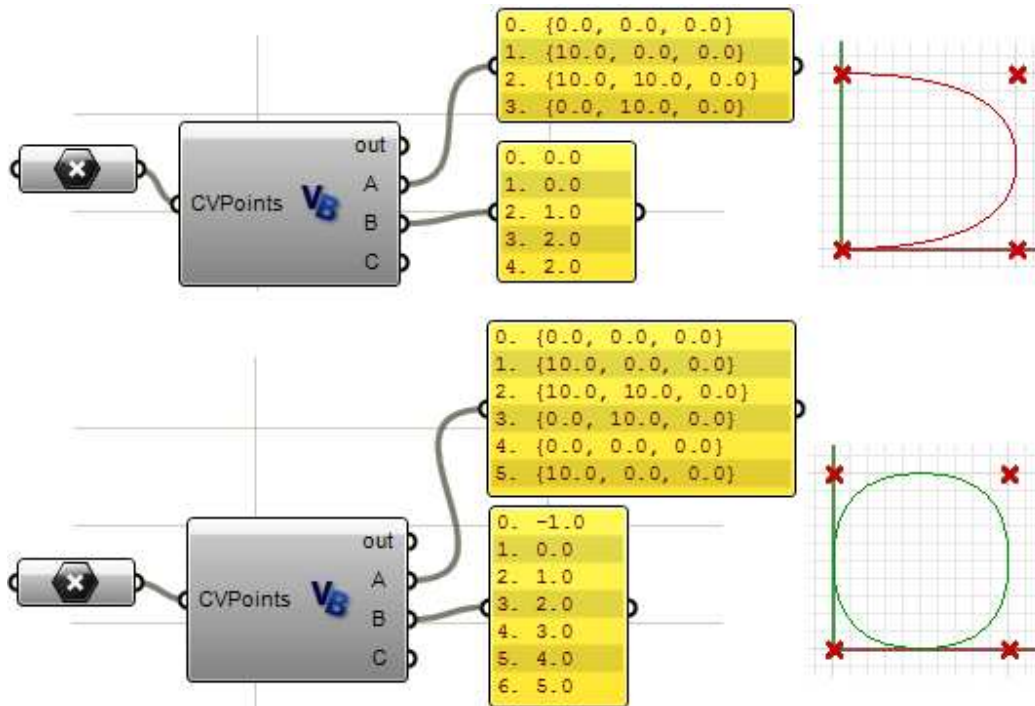 0. {0.0, 0.0, 0.0}
1. {10.0, 0.0, 0.0}
2. {10.0, 10.0, 0.0}
3. {0.0, 10.0, 0.0}
CVPoints
VB
out
A
B
C
0. 0.0
1. 0.0
2. 1.0
3. 2.0
4. 2.0
0. {0.0, 0.0, 0.0}
1. {10.0, 0.0, 0.0}
2. {10.0, 10.0, 0.0}
3. {0.0, 10.0, 0.0}
4. {0.0, 0.0, 0.0}
5. {10.0, 0.0, 0.0}
CVPoints
VB
out
A
B
C
0. -1.0
1. 0.0
2. 1.0
3. 2.0
4. 3.0
5. 4.0
6. 5.0